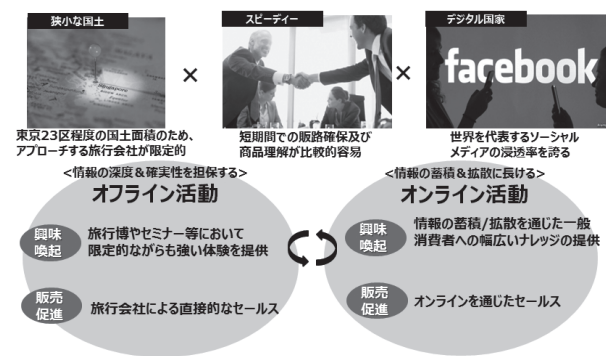 狭小な国土
スピーディー
デジタル国家
Singapore
facebook
×
×
東京23区程度の国土面積のため、
アプローチする旅行会社が限定的
短期間での販路確保及び
商品理解が比較的容易
世界を代表するソーシャル
メディアの浸透率を誇る
<情報の深度&確実性を担保する>
オフライン活動
興味
喚起
旅行博やセミナー等において
限定的ながらも強い体験を提供
販売
促進
旅行会社による直接的なセールス
<情報の蓄積&拡散に長ける>
オンライン活動
興味
喚起
情報の蓄積/拡散を通じた一般
消費者への幅広いナレッジの提供
販売
促進
オンラインを通じたセールス